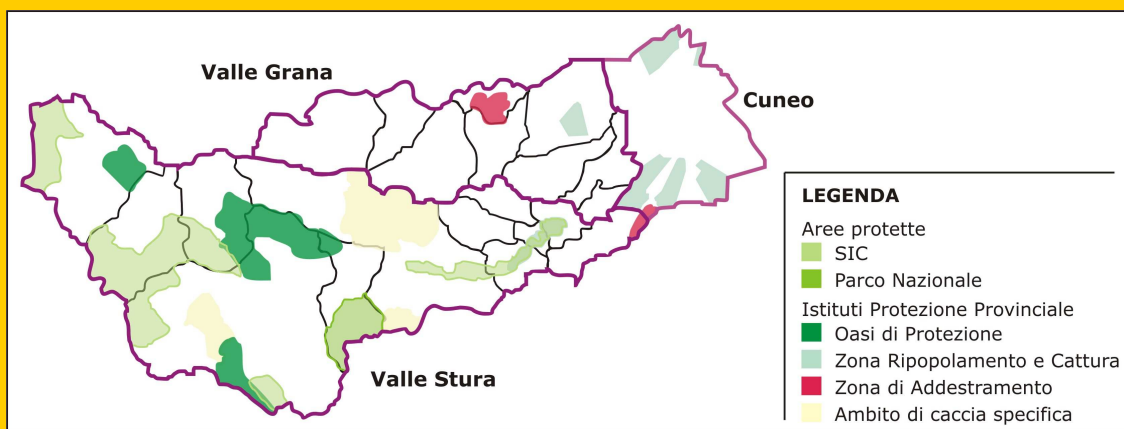 Valle Grana
Cuneo
Valle Stura
LEGENDA
Aree protette
SIC
Parco Nazionale
Istituti Protezione Provinciale
Oasi di Protezione
Zona Ripopolamento e Cattura
Zona di Addestramento
Ambito di caccia specifica